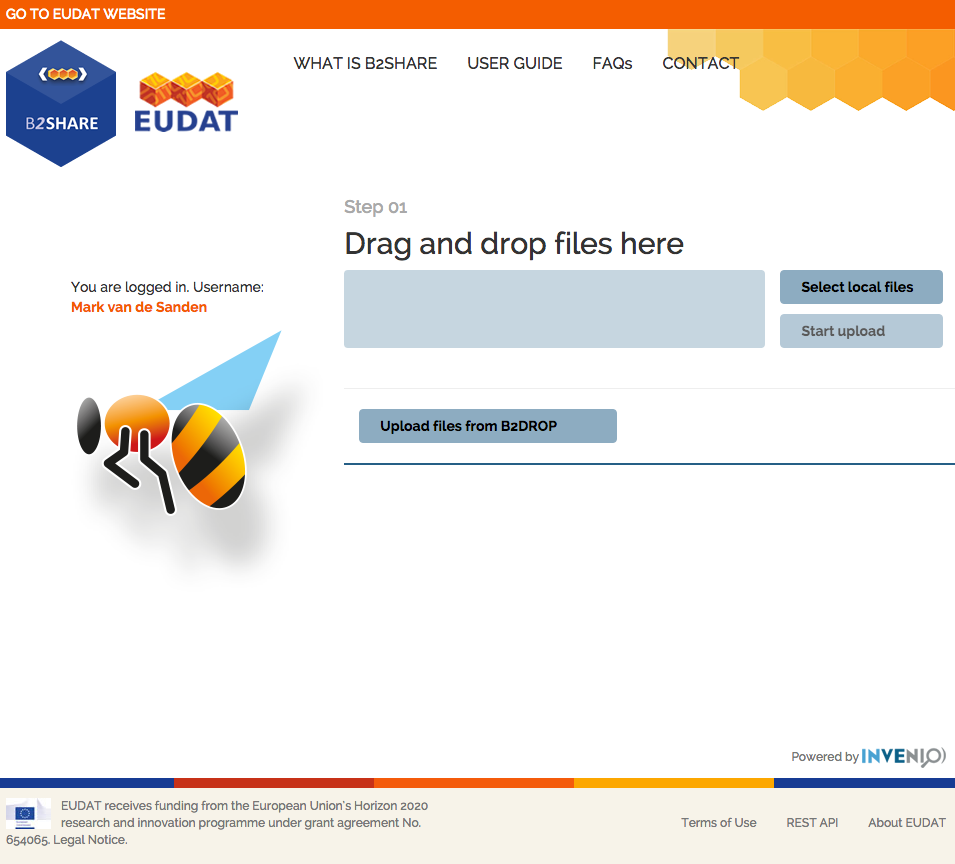 GO TO EUDAT WEBSITE
B2SHARE
EUDAT
WHAT IS B2SHARE
USER GUIDE
FAQs
CONTACT
Step 01
Drag and drop files here
You are logged in. Username:
Mark van de Sanden
Select local files
Start upload
Upload files from B2DROP
Powered by INVENIO
EUDAT receives funding from the European Union's Horizon 2020
research and innovation programme under grant agreement No.
654065. Legal Notice.
Terms of Use
REST API
About EUDAT